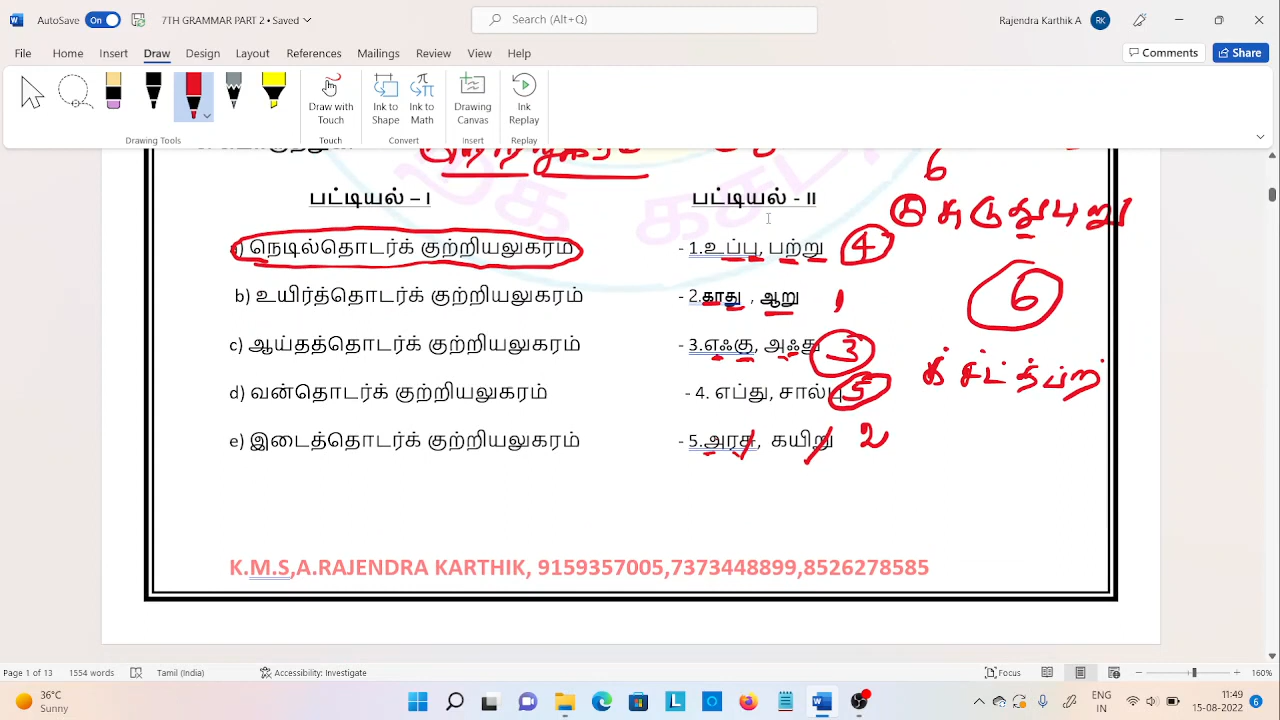 AutoSave On 7TH GRAMMAR PART 2 • Saved Search (Alt+Q) Rajendra Karthik A RK
File Home Insert Draw Design Layout References Mailings Review View Help Comments Share
Draw with Touch Ink to Shape Ink to Math Drawing Canvas Ink Replay
Drawing Tools Touch Convert Insert Replay
6
பட்டியல் – I பட்டியல் - II
கு சு டு து பு று
a) நெடில்தொடர்க் குற்றியலுகரம் - 1.உப்பு, பற்று 4
b) உயிர்த்தொடர்க் குற்றியலுகரம் - 2.காது , ஆறு 1 6
c) ஆய்தத்தொடர்க் குற்றியலுகரம் - 3.எஃகு, அஃது 3
க் ச் ட் த் ப் ற்
d) வன்தொடர்க் குற்றியலுகரம் - 4. எய்து, சால்பு 5
e) இடைத்தொடர்க் குற்றியலுகரம் - 5.அரசு, கயிறு 2
K.M.S,A.RAJENDRA KARTHIK, 9159357005,7373448899,8526278585
Page 1 of 13 1554 words Tamil (India) Accessibility: Investigate Focus 160%
36°C
Sunny
ENG
IN
11:49
15-08-2022
6